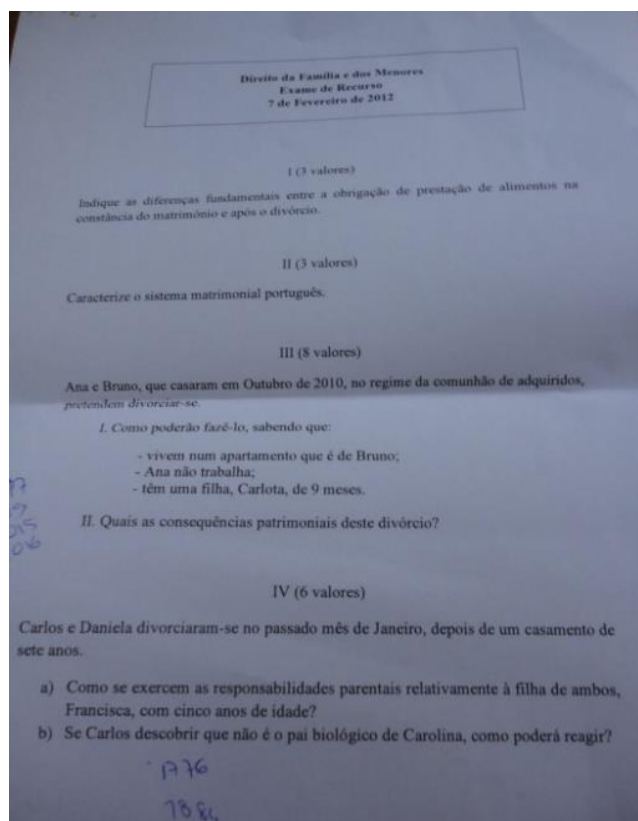 Direito da Família e dos Menores
Exame de Recurso
7 de Fevereiro de 2012
I (3 valores)
Indique as diferenças fundamentais entre a obrigação de prestação de alimentos na
constância do matrimónio e após o divórcio.
II (3 valores)
Caracterize o sistema matrimonial português.
III (8 valores)
Ana e Bruno, que casaram em Outubro de 2010, no regime da comunhão de adquiridos,
pretendem divorciar-se.
I. Como poderão fazê-lo, sabendo que:
- vivem num apartamento que é de Bruno;
- Ana não trabalha;
- têm uma filha, Carlota, de 9 meses.
II. Quais as consequências patrimoniais deste divórcio?
IV (6 valores)
Carlos e Daniela divorciaram-se no passado mês de Janeiro, depois de um casamento de
sete anos.
a) Como se exercem as responsabilidades parentais relativamente à filha de ambos,
Francisca, com cinco anos de idade?
b) Se Carlos descobrir que não é o pai biológico de Carolina, como poderá reagir?
1776